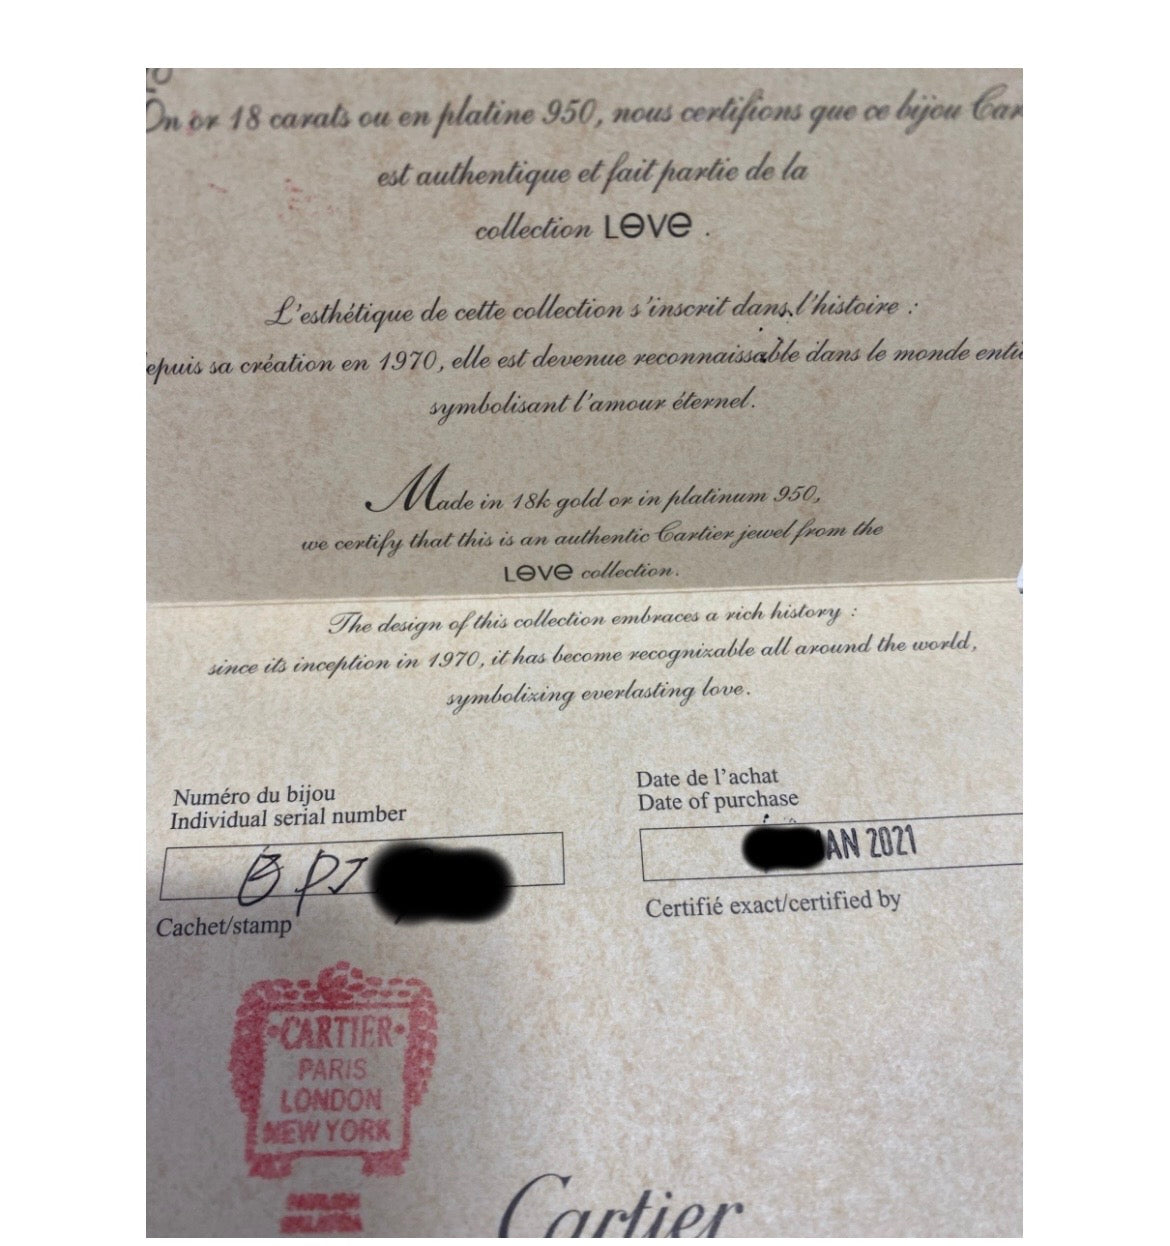 On or 18 carats ou en platine 950, nous certifions que ce bijou Car
est authentique et fait partie de la
collection LOVE .
L'esthétique de cette collection s'inscrit dans l'histoire :
epuis sa création en 1970, elle est devenue reconnaissable dans le monde entie
symbolisant l'amour éternel.
Made in 18k gold or in platinum 950,
we certify that this is an authentic Cartier jewel from the
LOVE collection.
The design of this collection embraces a rich history :
since its inception in 1970, it has become recognizable all around the world,
symbolizing everlasting love.
Numéro du bijou
Individual serial number
BPJ
Date de l'achat
Date of purchase
AN 2021
Cachet/stamp
Certifié exact/certified by
CARTIER
PARIS
LONDON
NEW YORK
PAVILION
Cartier